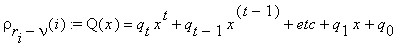 ρ_{r_i − ν}(i) := Q(x) = q_t x^t + q_{t−1} x^{(t−1)} + etc + q_1 x + q_0